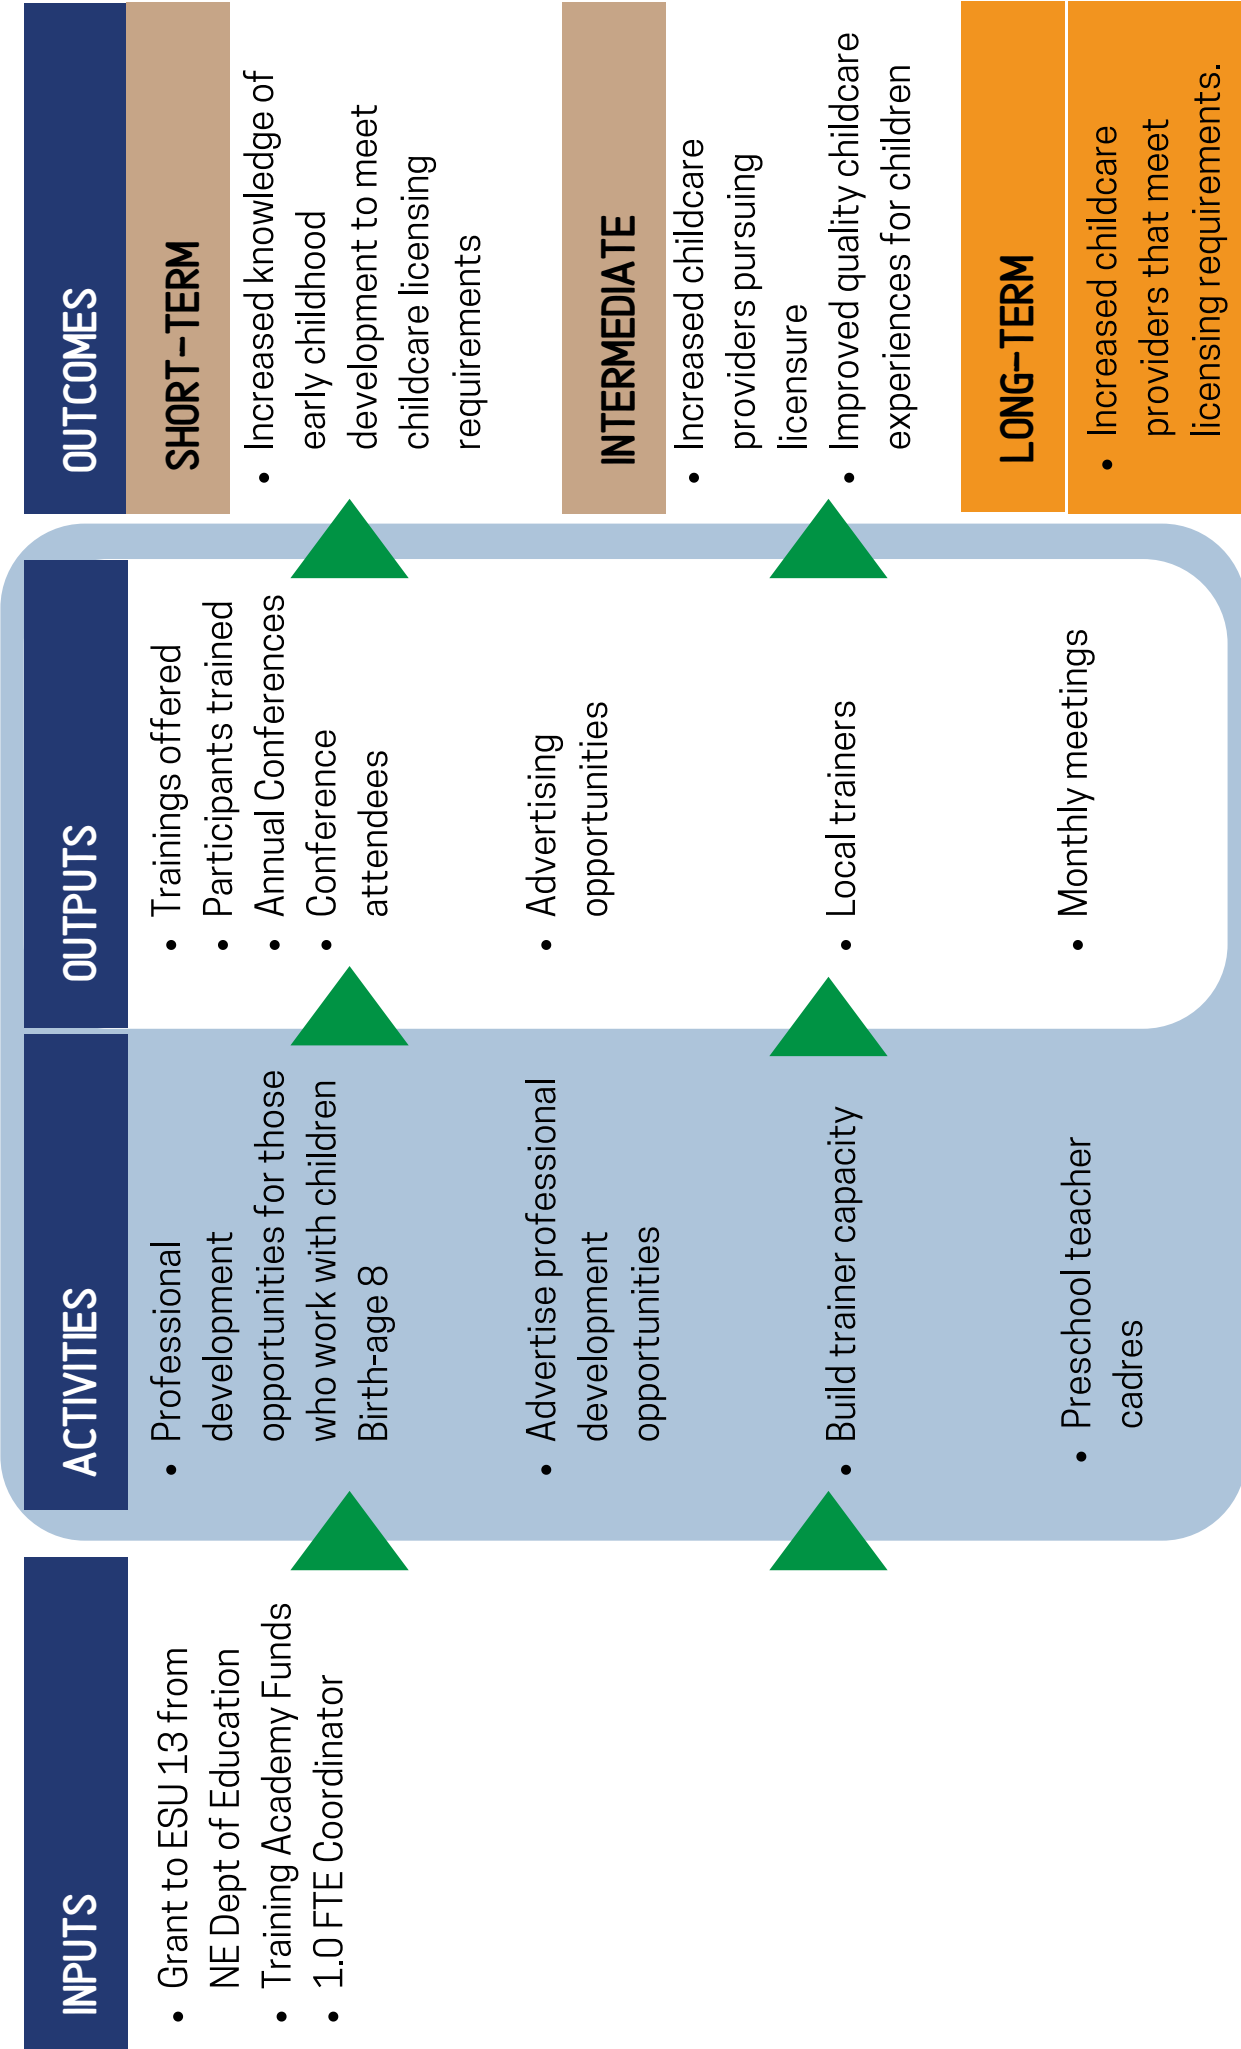 INPUTS
• Grant to ESU 13 from
NE Dept of Education
• Training Academy Funds
• 1.0 FTE Coordinator
ACTIVITIES
• Professional
development
opportunities for those
who work with children
Birth-age 8
• Advertise professional
development
opportunities
• Build trainer capacity
• Preschool teacher
cadres
OUTPUTS
• Trainings offered
• Participants trained
• Annual Conferences
• Conference
attendees
• Advertising
opportunities
• Local trainers
• Monthly meetings
OUTCOMES
SHORT-TERM
• Increased knowledge of
early childhood
development to meet
childcare licensing
requirements
INTERMEDIATE
• Increased childcare
providers pursuing
licensure
• Improved quality childcare
experiences for children
LONG-TERM
• Increased childcare
providers that meet
licensing requirements.